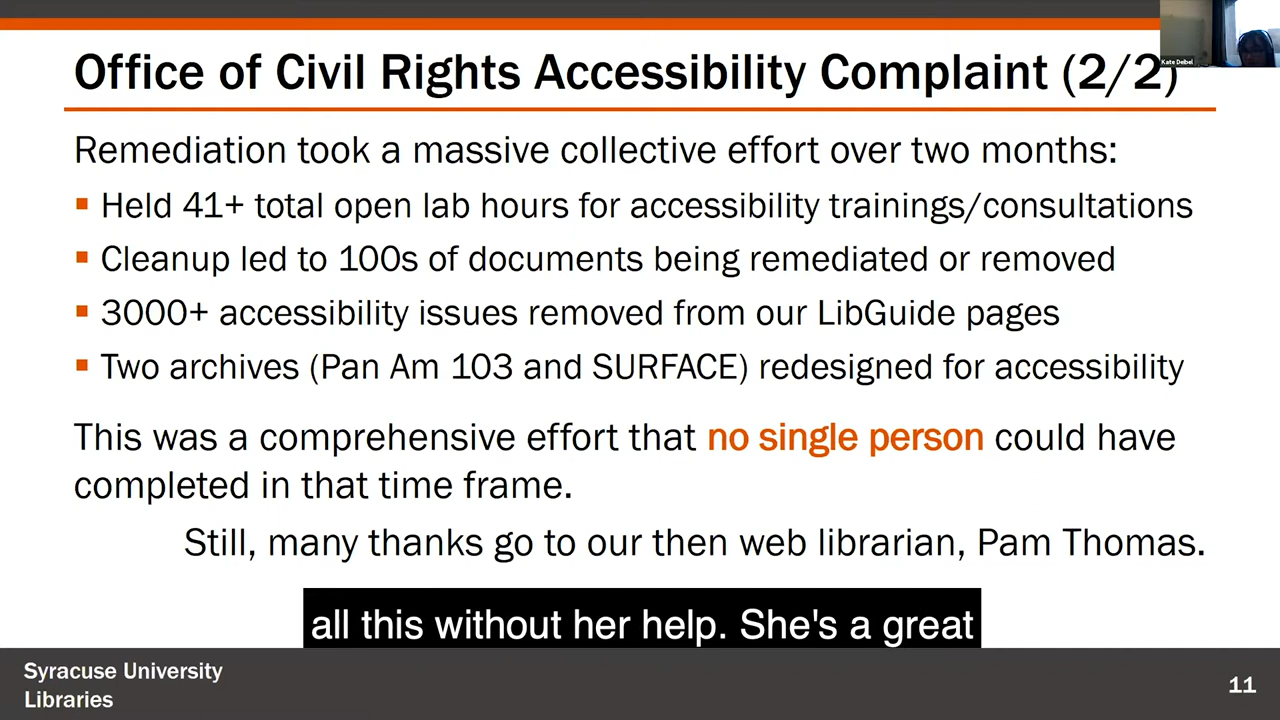 Office of Civil Rights Accessibility Complaint (2/2)
Kate Deibel
Remediation took a massive collective effort over two months:
▪ Held 41+ total open lab hours for accessibility trainings/consultations
▪ Cleanup led to 100s of documents being remediated or removed
▪ 3000+ accessibility issues removed from our LibGuide pages
▪ Two archives (Pan Am 103 and SURFACE) redesigned for accessibility
This was a comprehensive effort that no single person could have
completed in that time frame.
Still, many thanks go to our then web librarian, Pam Thomas.
all this without her help. She's a great
Syracuse University
Libraries
11